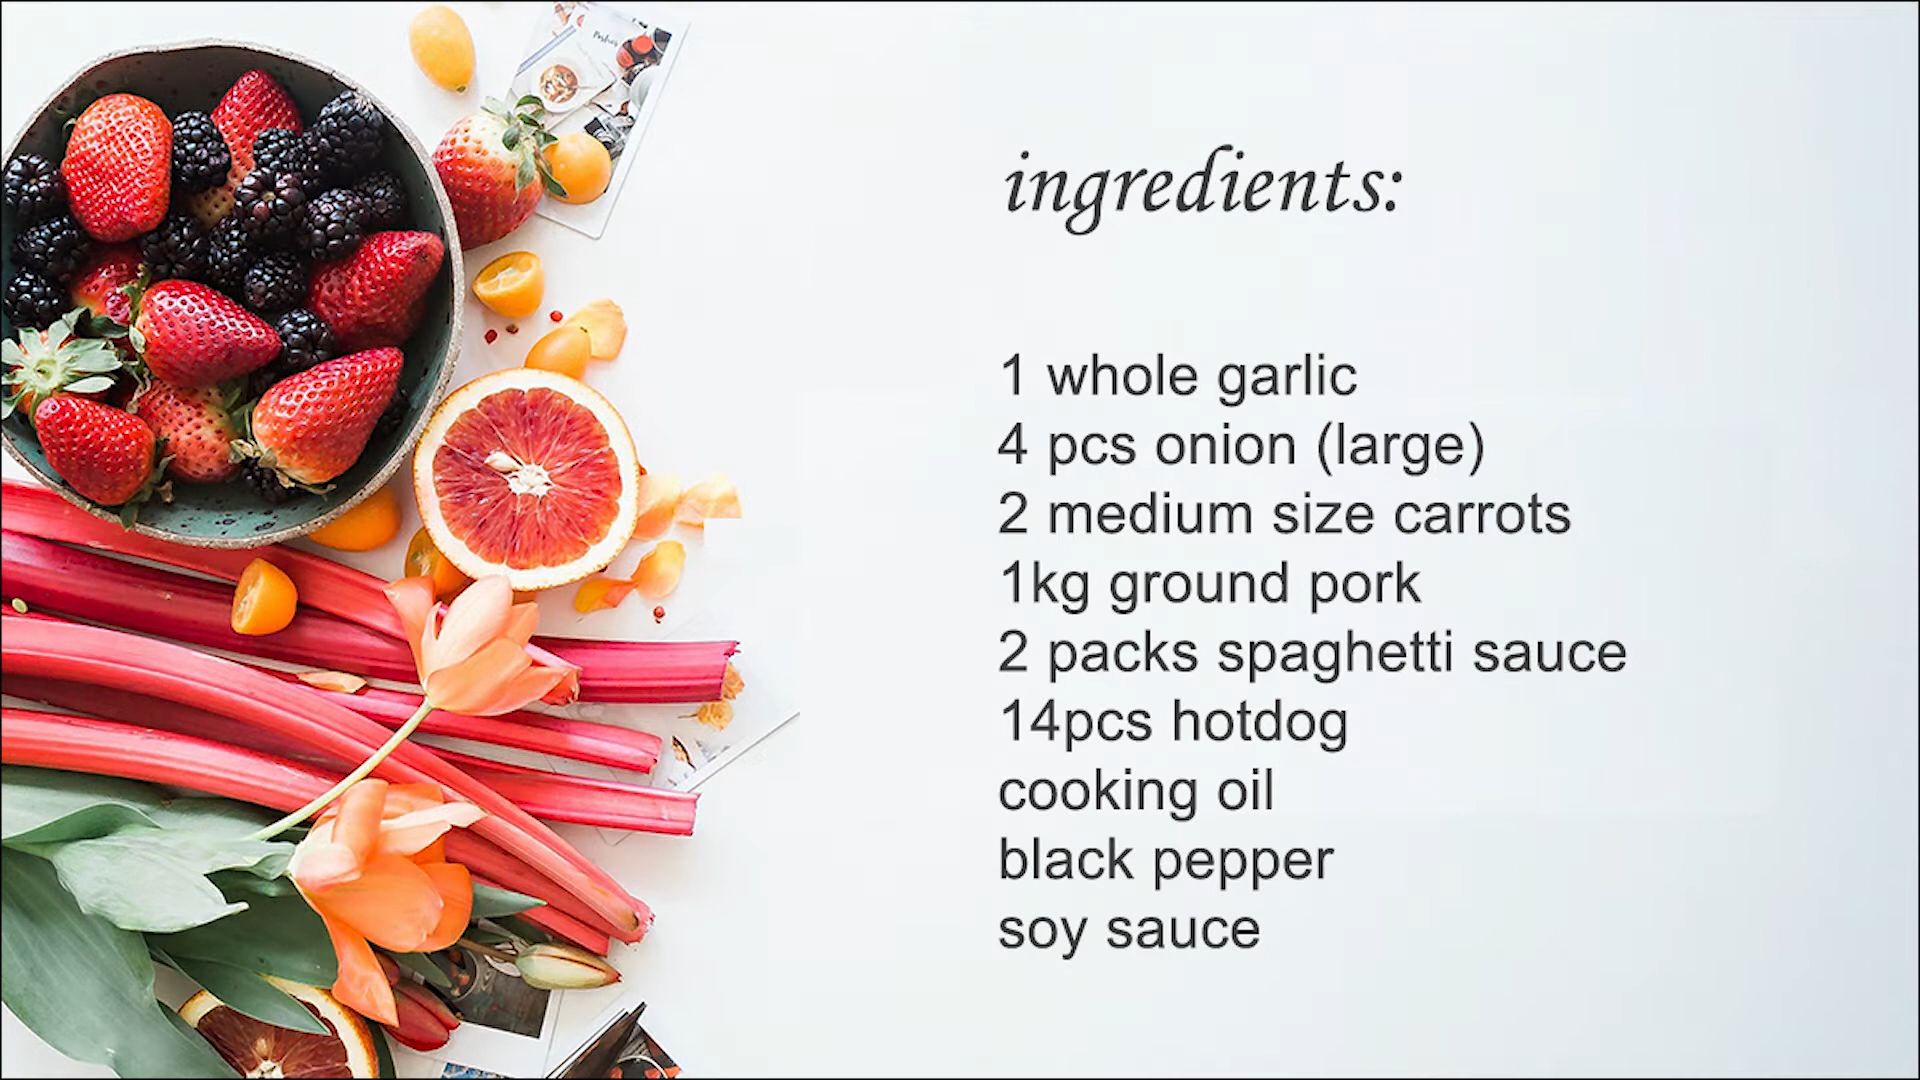 ingredients:
1 whole garlic
4 pcs onion (large)
2 medium size carrots
1kg ground pork
2 packs spaghetti sauce
14pcs hotdog
cooking oil
black pepper
soy sauce